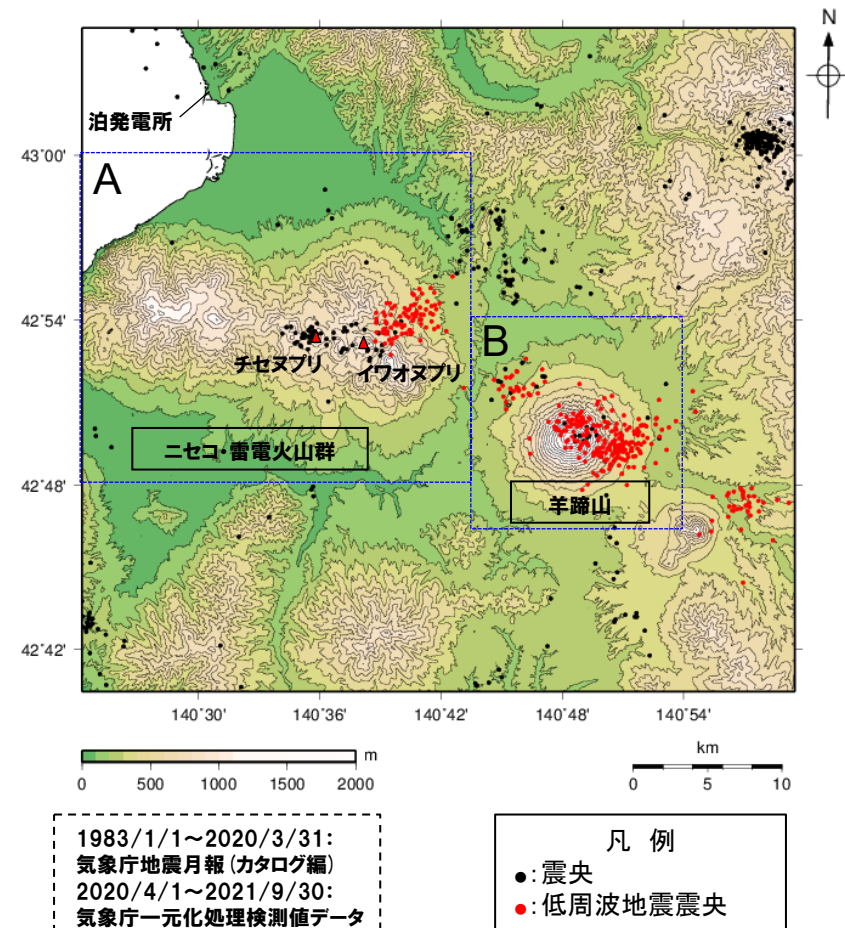 N
泊発電所
43°00'
A
42°54'
B
チセヌプリ
イワオヌプリ
ニセコ・雷電火山群
42°48'
羊蹄山
42°42'
140°30'
140°36'
140°42'
140°48'
140°54'
m
0
500
1000
1500
2000
km
0
5
10
1983/1/1～2020/3/31:
気象庁地震月報(カタログ編)
2020/4/1～2021/9/30:
気象庁一元化処理検測値データ
凡 例
●:震央
●:低周波地震震央